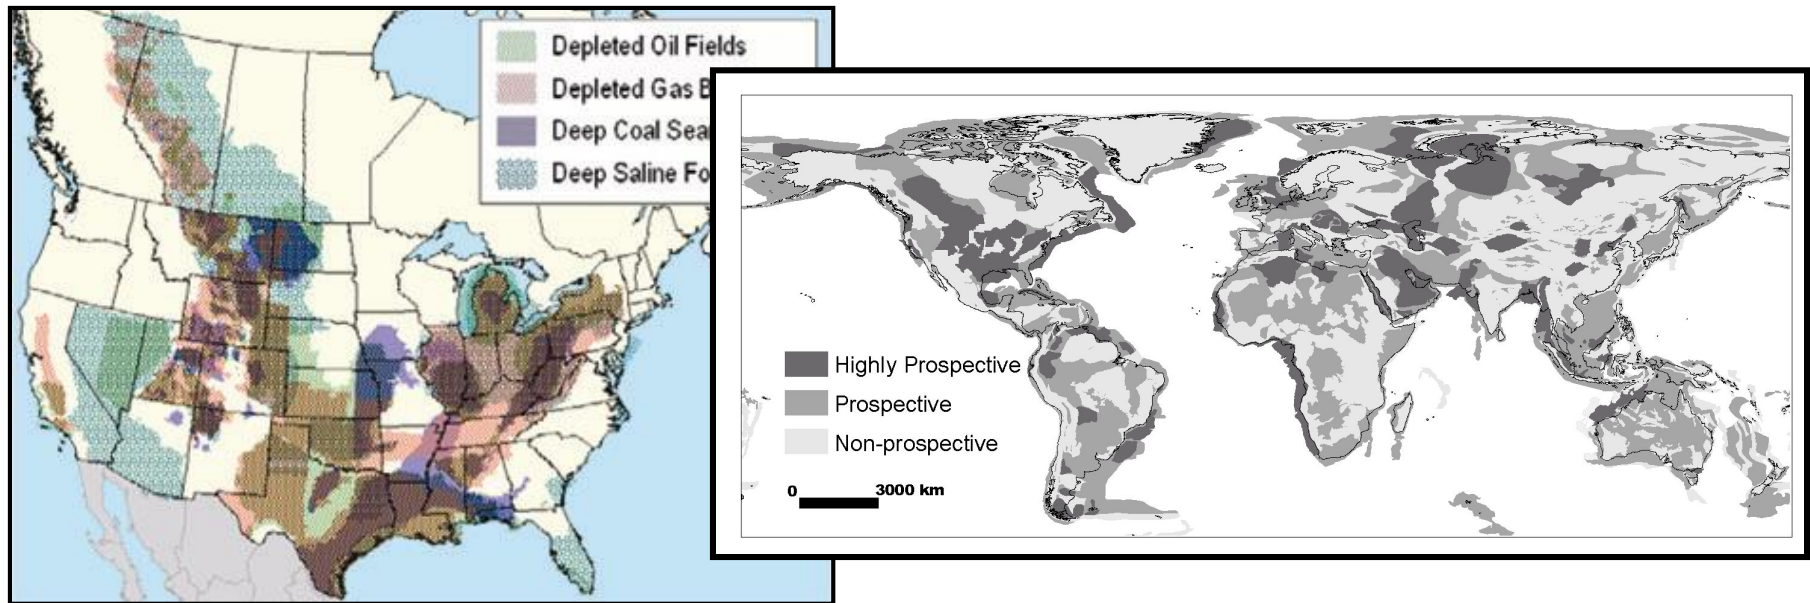 Depleted Oil Fields
Depleted Gas B
Deep Coal Sea
Deep Saline Fo
Highly Prospective
Prospective
Non-prospective
0 3000 km